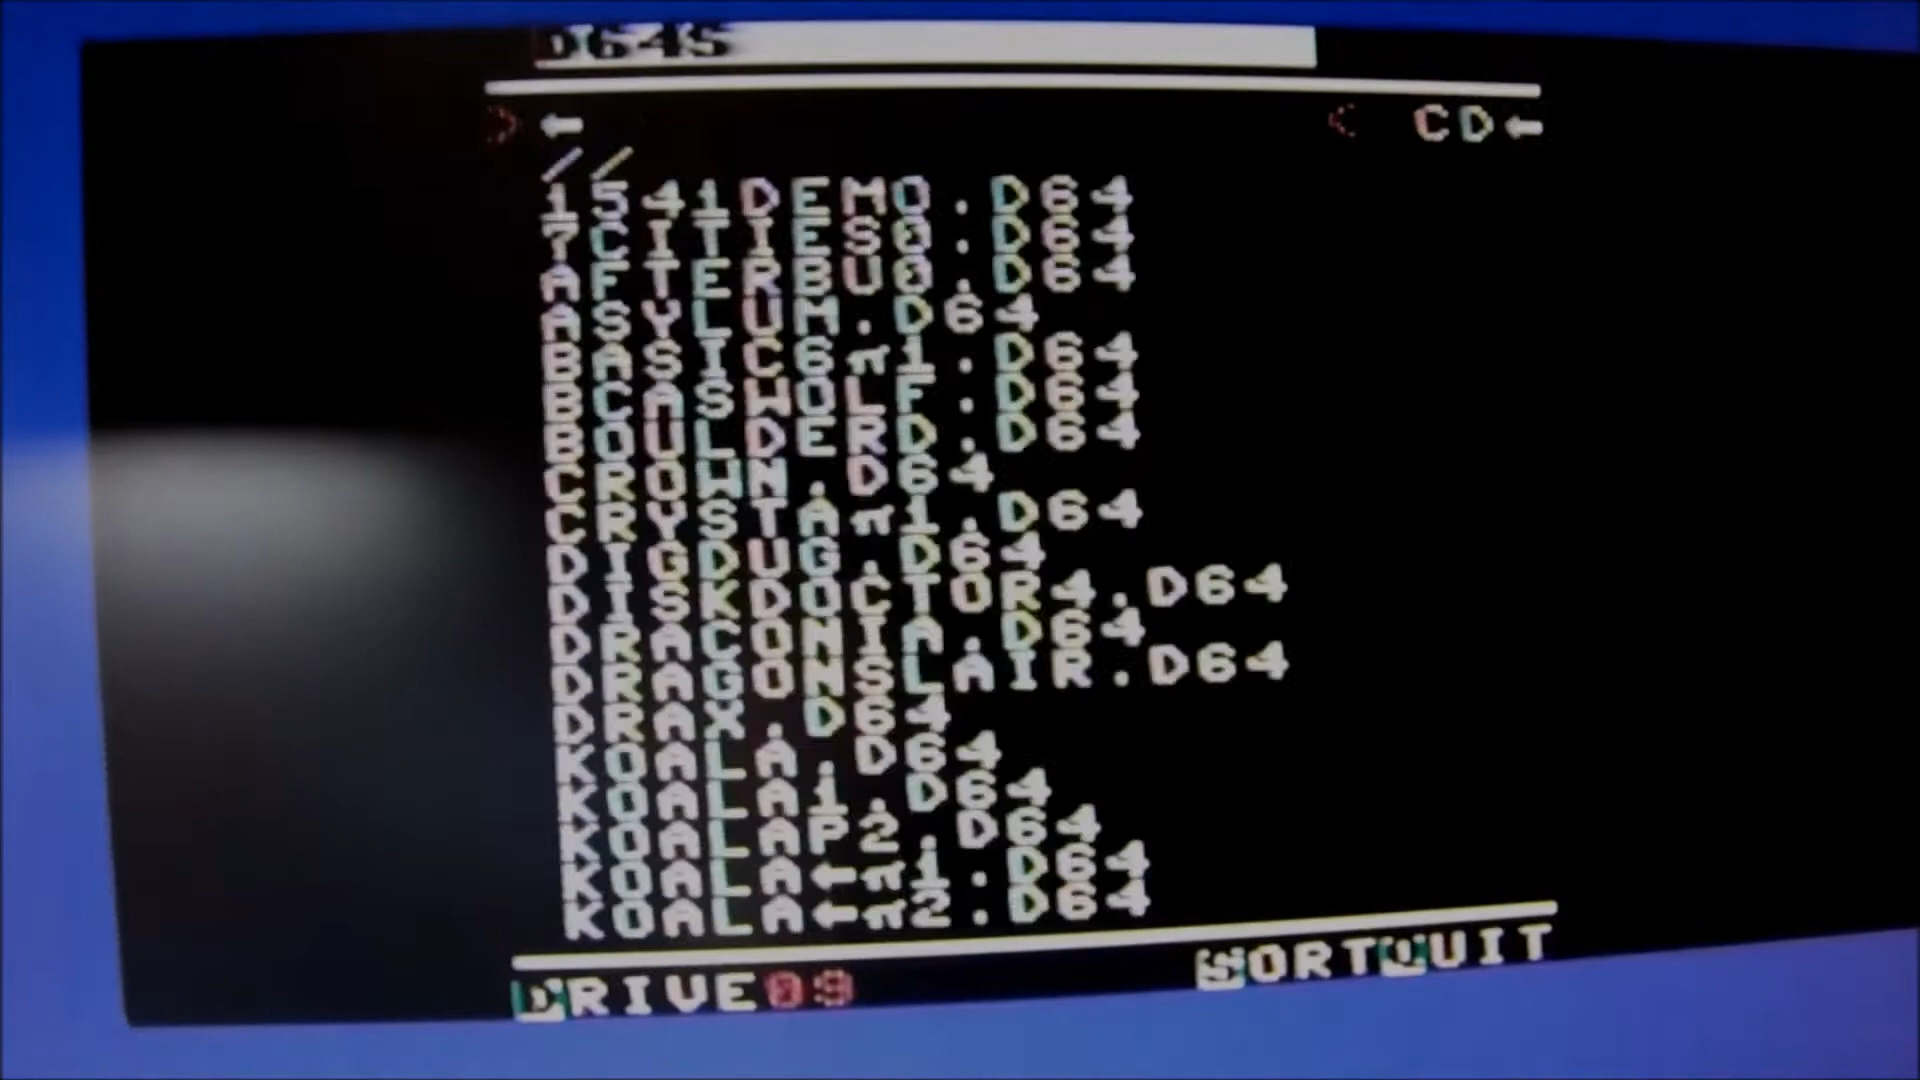 D64S
> ← < CD←
//
1541DEMO.D64
7CITIES0.D64
AFTERBU0.D64
ASYLUM.D64
BASIC6π1.D64
BCASWOLF.D64
BOULDERD.D64
CROWN.D64
CRYSTAπ1.D64
DIGDUG.D64
DISKDOCTOR4.D64
DRACONIA.D64
DRAGONSLAIR.D64
DRAX.D64
KOALA.D64
KOALA1.D64
KOALAP2.D64
KOALA←π1.D64
KOALA←π2.D64
DRIVE09 SORTQUIT